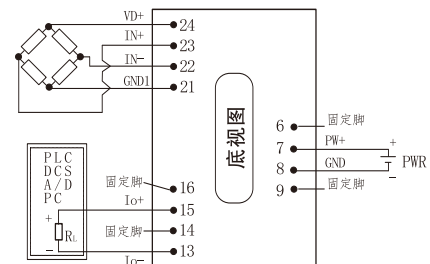 VD+
24
IN+
23
IN−
22
GND1
21
底视图
6
固定脚
7
PW+
+
PWR
8
GND
−
9
固定脚
PLC
DCS
A/D
PC
固定脚
16
Io+
15
+
RL
固定脚
14
−
13
Io−